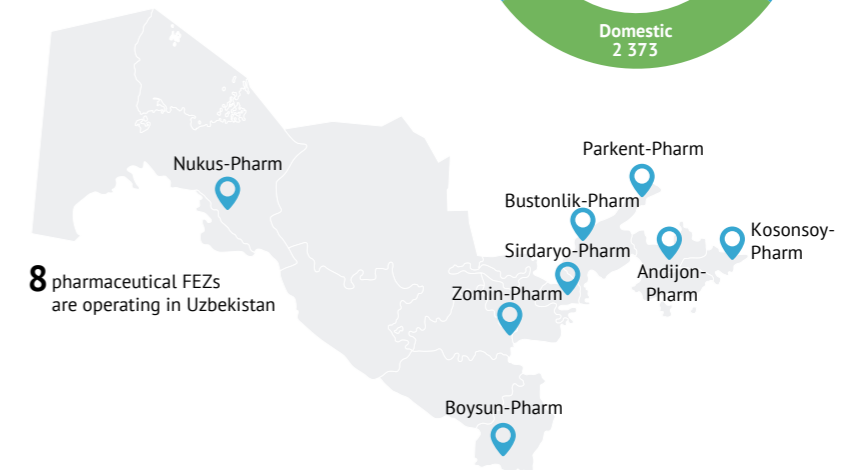 Domestic
2 373
Parkent-Pharm
Nukus-Pharm
Bustonlik-Pharm
Kosonsoy-
Pharm
Sirdaryo-Pharm
Andijon-
Pharm
8 pharmaceutical FEZs
are operating in Uzbekistan
Zomin-Pharm
Boysun-Pharm